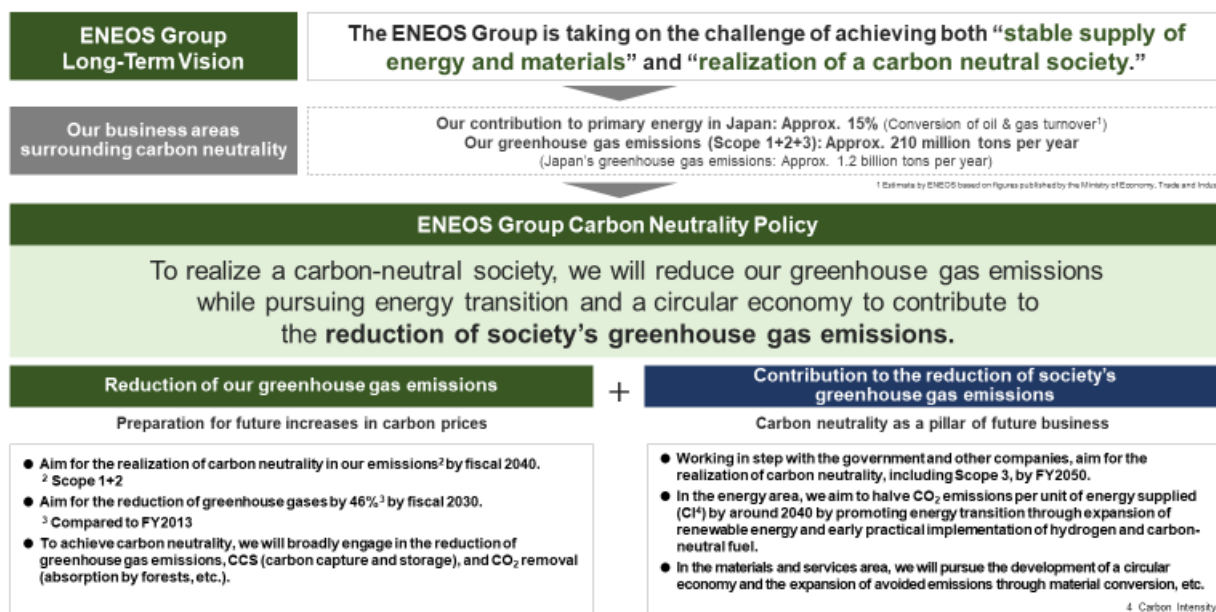 ENEOS Group
Long-Term Vision
The ENEOS Group is taking on the challenge of achieving both “stable supply of
energy and materials” and “realization of a carbon neutral society.”
Our business areas
surrounding carbon neutrality
Our contribution to primary energy in Japan: Approx. 15% (Conversion of oil & gas turnover¹)
Our greenhouse gas emissions (Scope 1+2+3): Approx. 210 million tons per year
(Japan's greenhouse gas emissions: Approx. 1.2 billion tons per year)
1 Estimate by ENEOS based on figures published by the Ministry of Economy, Trade and Indus
ENEOS Group Carbon Neutrality Policy
To realize a carbon-neutral society, we will reduce our greenhouse gas emissions
while pursuing energy transition and a circular economy to contribute to
the reduction of society's greenhouse gas emissions.
Reduction of our greenhouse gas emissions
Preparation for future increases in carbon prices
● Aim for the realization of carbon neutrality in our emissions² by fiscal 2040.
² Scope 1+2
● Aim for the reduction of greenhouse gases by 46%³ by fiscal 2030.
³ Compared to FY2013
● To achieve carbon neutrality, we will broadly engage in the reduction of
greenhouse gas emissions, CCS (carbon capture and storage), and CO₂ removal
(absorption by forests, etc.).
+
Contribution to the reduction of society's
greenhouse gas emissions
Carbon neutrality as a pillar of future business
● Working in step with the government and other companies, aim for the
realization of carbon neutrality, including Scope 3, by FY2050.
● In the energy area, we aim to halve CO₂ emissions per unit of energy supplied
(CI⁴) by around 2040 by promoting energy transition through expansion of
renewable energy and early practical implementation of hydrogen and carbon-
neutral fuel.
● In the materials and services area, we will pursue the development of a circular
economy and the expansion of avoided emissions through material conversion, etc.
4 Carbon Intensity